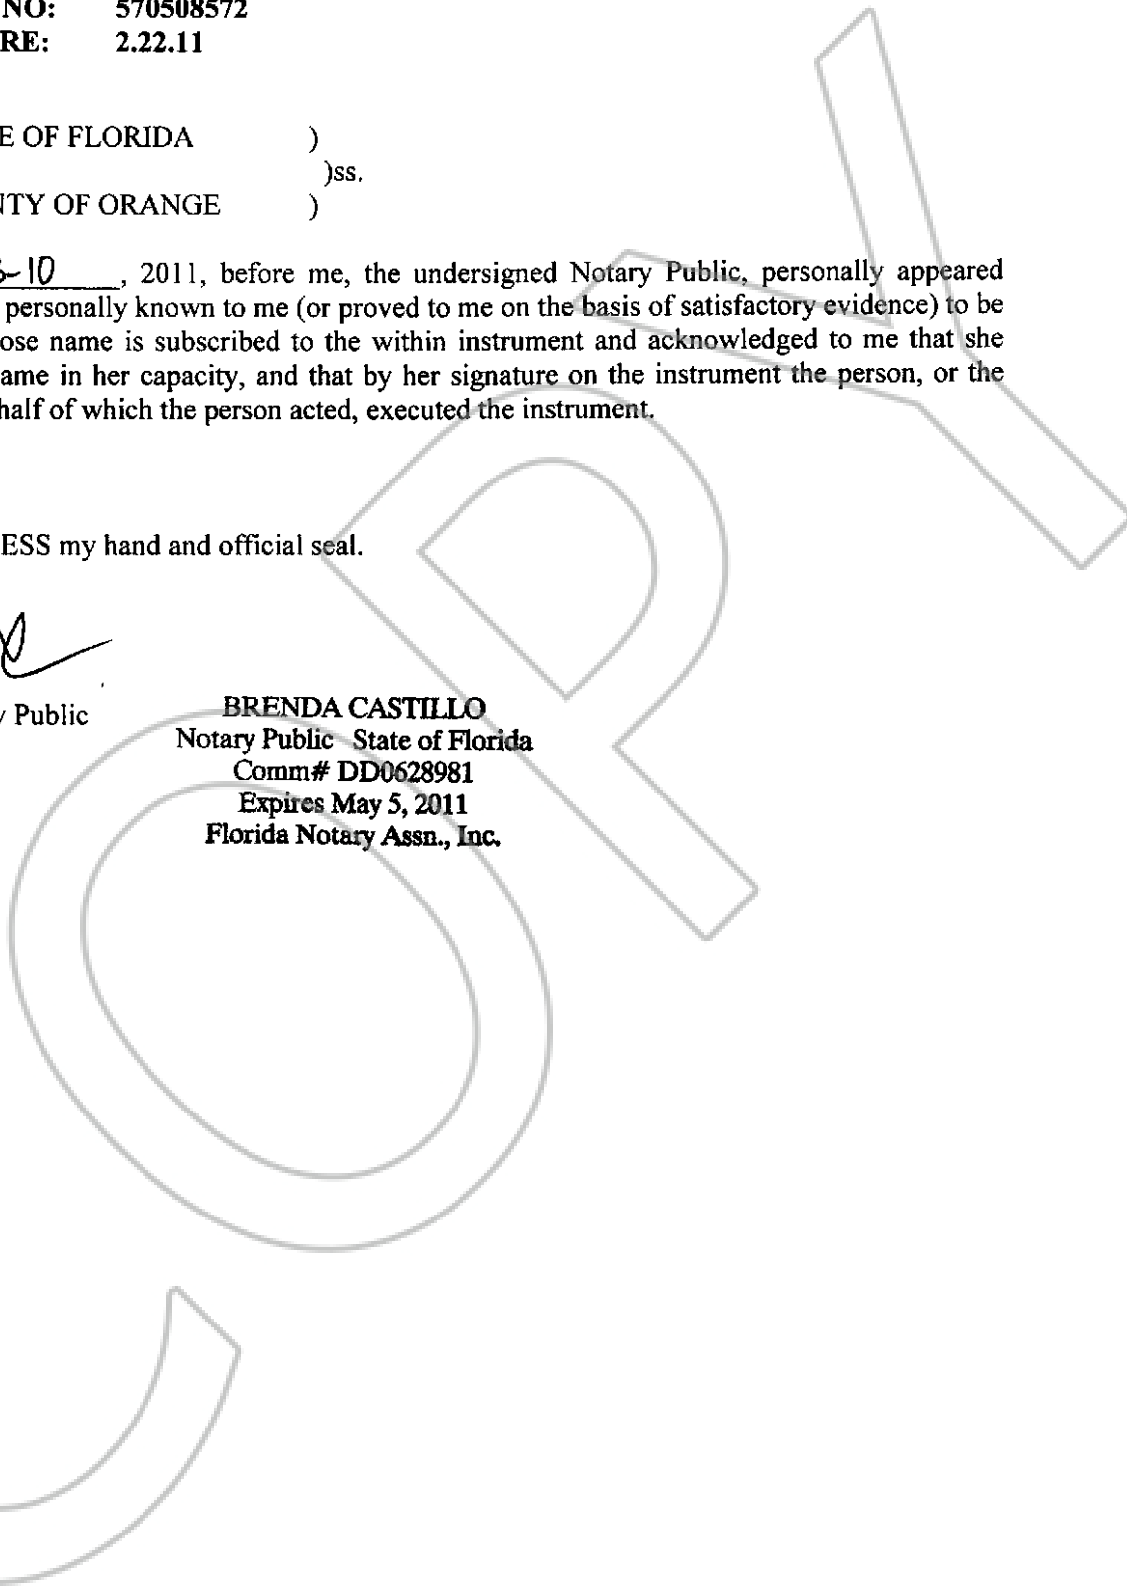 NO: 570508572
RE: 2.22.11
E OF FLORIDA )
)ss.
NTY OF ORANGE )
-10, 2011, before me, the undersigned Notary Public, personally appeared
personally known to me (or proved to me on the basis of satisfactory evidence) to be
ose name is subscribed to the within instrument and acknowledged to me that she
ame in her capacity, and that by her signature on the instrument the person, or the
half of which the person acted, executed the instrument.
ESS my hand and official seal.
y Public
BRENDA CASTILLO
Notary Public State of Florida
Comm# DD0628981
Expires May 5, 2011
Florida Notary Assn., Inc.
COPY